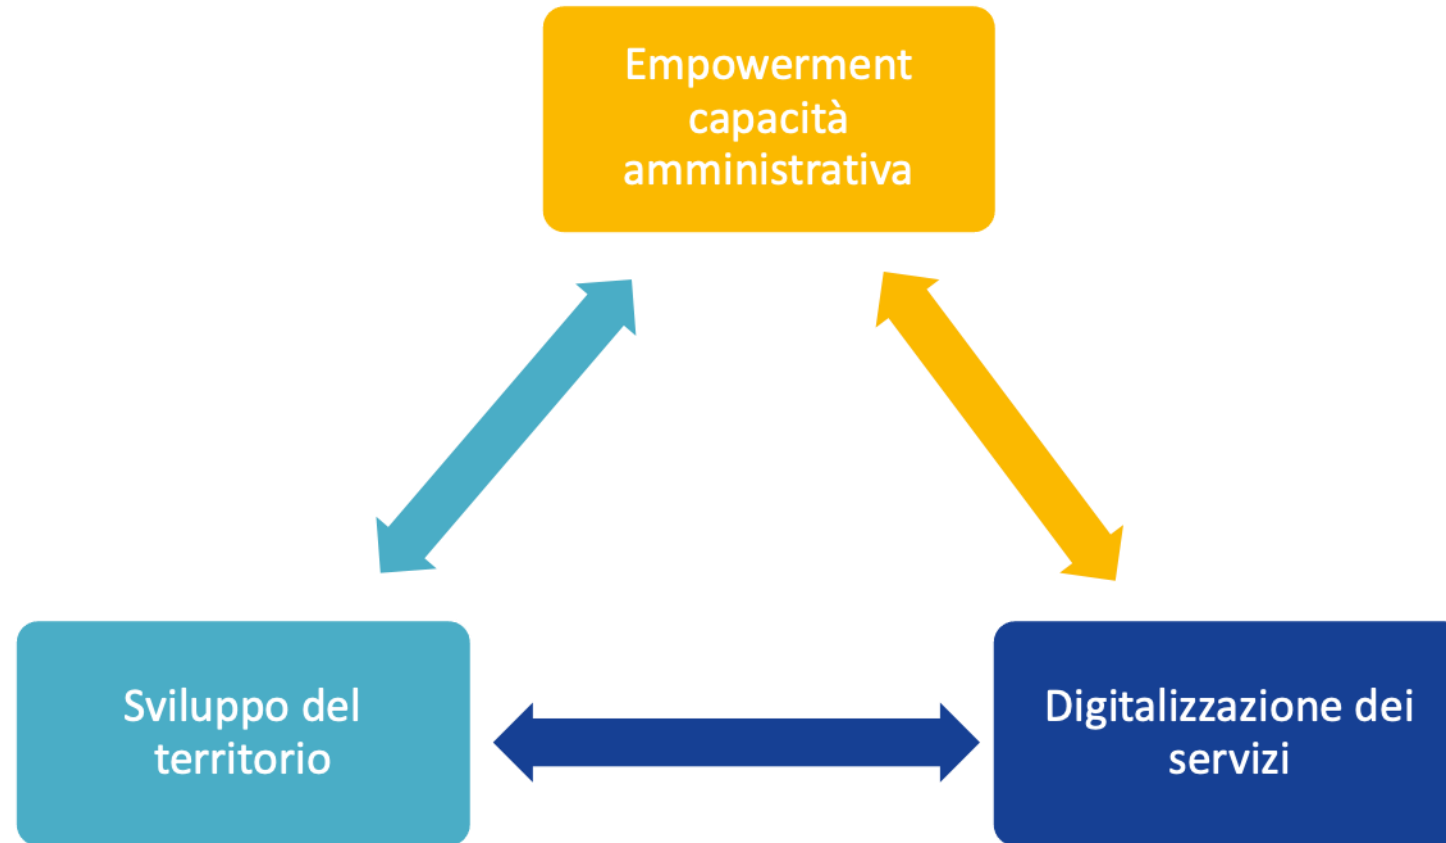 Empowerment
capacità
amministrativa
Sviluppo del
territorio
Digitalizzazione dei
servizi